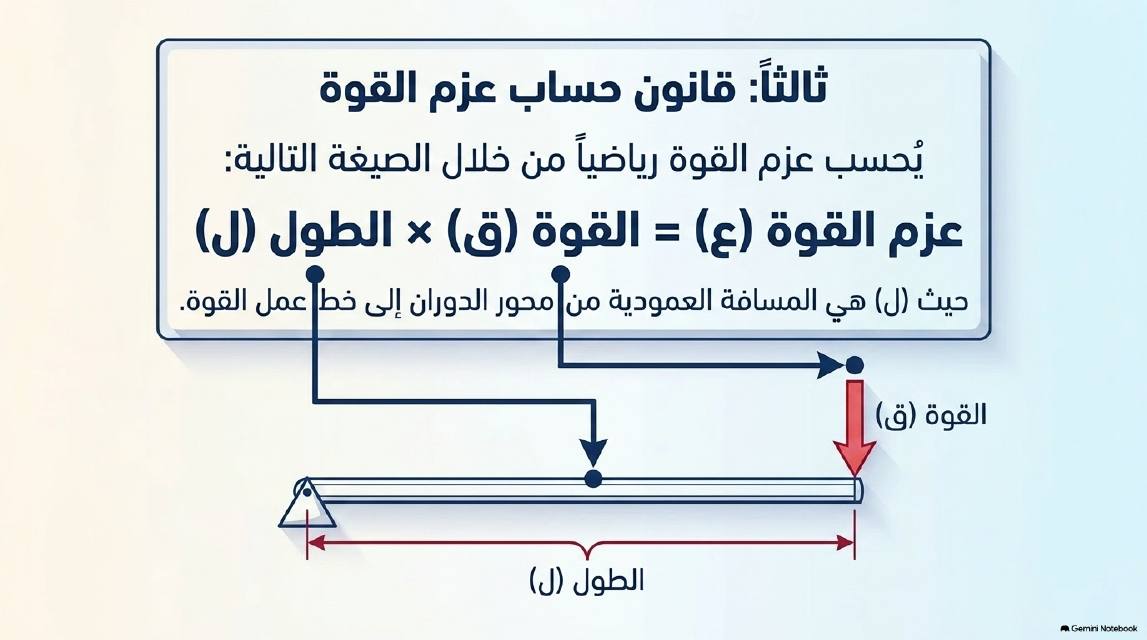 ثالثاً: قانون حساب عزم القوة
يُحسب عزم القوة رياضياً من خلال الصيغة التالية:
عزم القوة (ع) = القوة (ق) × الطول (ل)
حيث (ل) هي المسافة العمودية من محور الدوران إلى خط عمل القوة.
القوة (ق)
الطول (ل)
Gemini Notebook